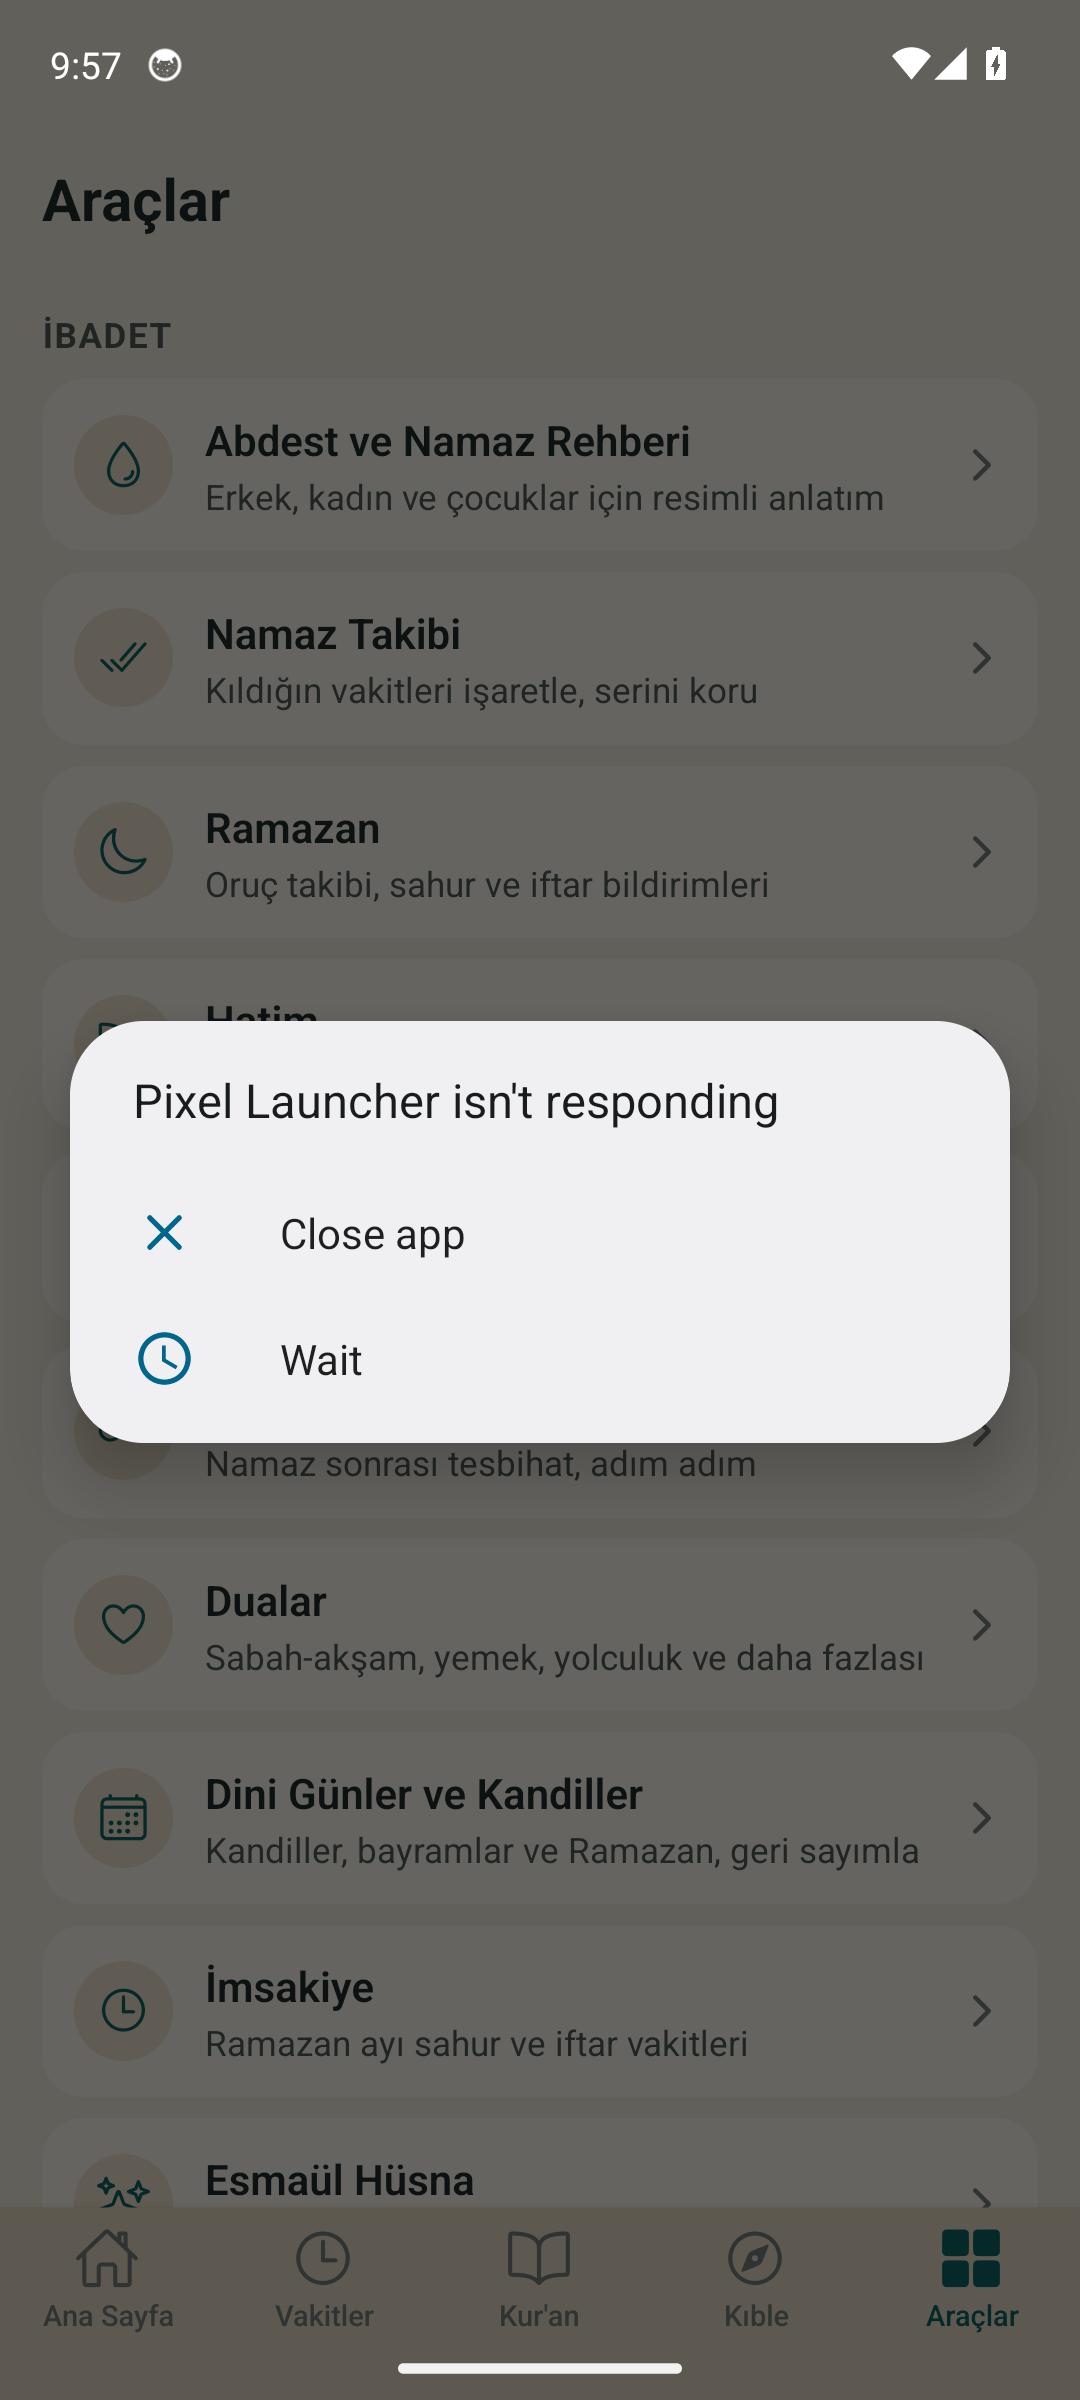 9:57
Araçlar
İBADET
Abdest ve Namaz Rehberi
Erkek, kadın ve çocuklar için resimli anlatım
Namaz Takibi
Kıldığın vakitleri işaretle, serini koru
Ramazan
Oruç takibi, sahur ve iftar bildirimleri
Hatim
Pixel Launcher isn't responding
Close app
Wait
Namaz sonrası tesbihat, adım adım
Dualar
Sabah-akşam, yemek, yolculuk ve daha fazlası
Dini Günler ve Kandiller
Kandiller, bayramlar ve Ramazan, geri sayımla
İmsakiye
Ramazan ayı sahur ve iftar vakitleri
Esmaül Hüsna
Ana Sayfa
Vakitler
Kur'an
Kıble
Araçlar